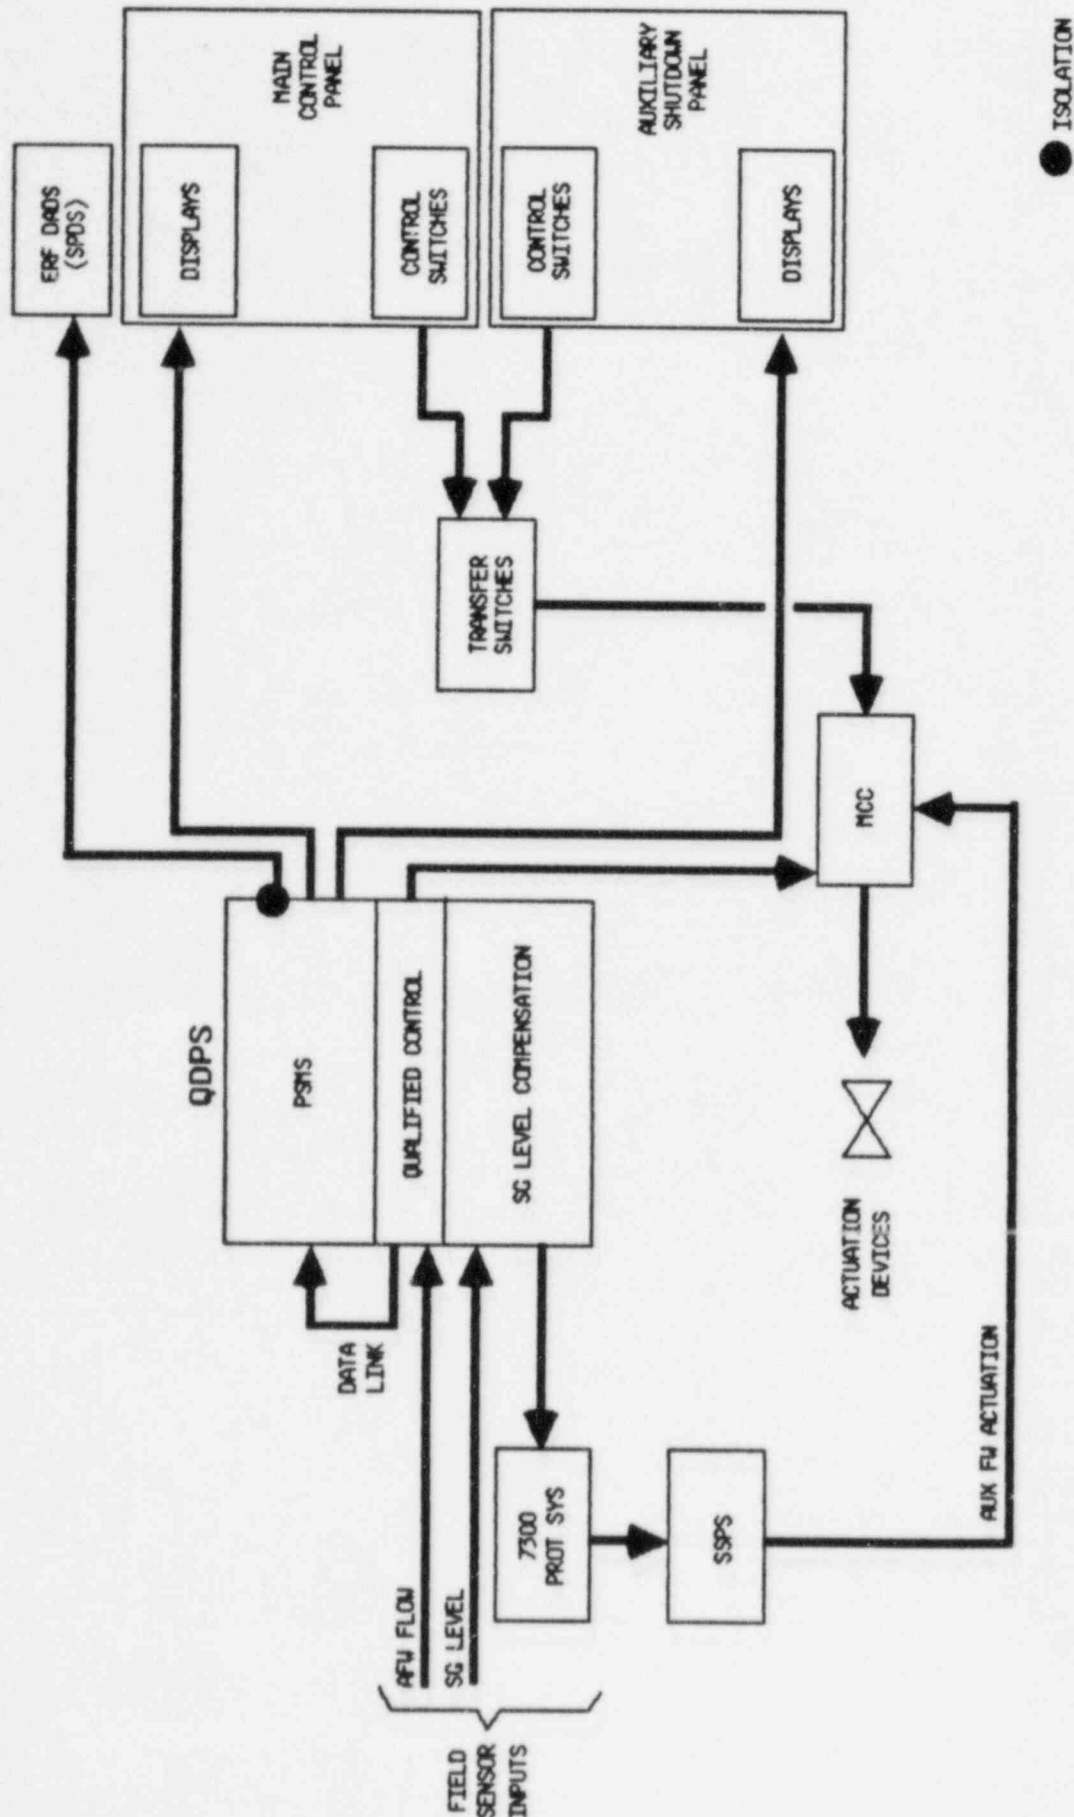 ERF DADS
(SPDS)
DISPLAYS
MAIN
CONTROL
PANEL
CONTROL
SWITCHES
CONTROL
SWITCHES
AUXILIARY
SHUTDOWN
PANEL
DISPLAYS
TRANSFER
SWITCHES
QDPS
PSMS
QUALIFIED CONTROL
SG LEVEL COMPENSATION
DATA
LINK
MCC
ACTUATION
DEVICES
7300
PROT SYS
SSPS
AUX FW ACTUATION
AFW FLOW
SG LEVEL
FIELD
SENSOR
INPUTS
ISOLATION